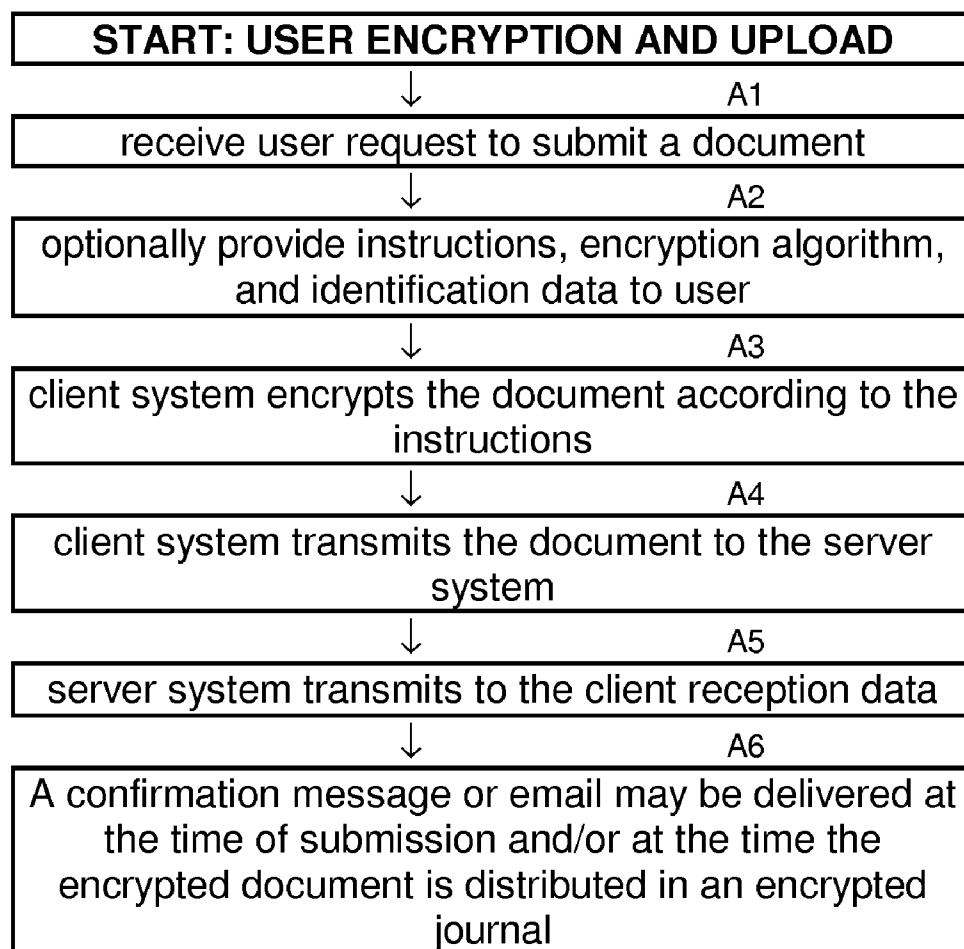 START: USER ENCRYPTION AND UPLOAD
↓ A1
receive user request to submit a document
↓ A2
optionally provide instructions, encryption algorithm,
and identification data to user
↓ A3
client system encrypts the document according to the
instructions
↓ A4
client system transmits the document to the server
system
↓ A5
server system transmits to the client reception data
↓ A6
A confirmation message or email may be delivered at
the time of submission and/or at the time the
encrypted document is distributed in an encrypted
journal